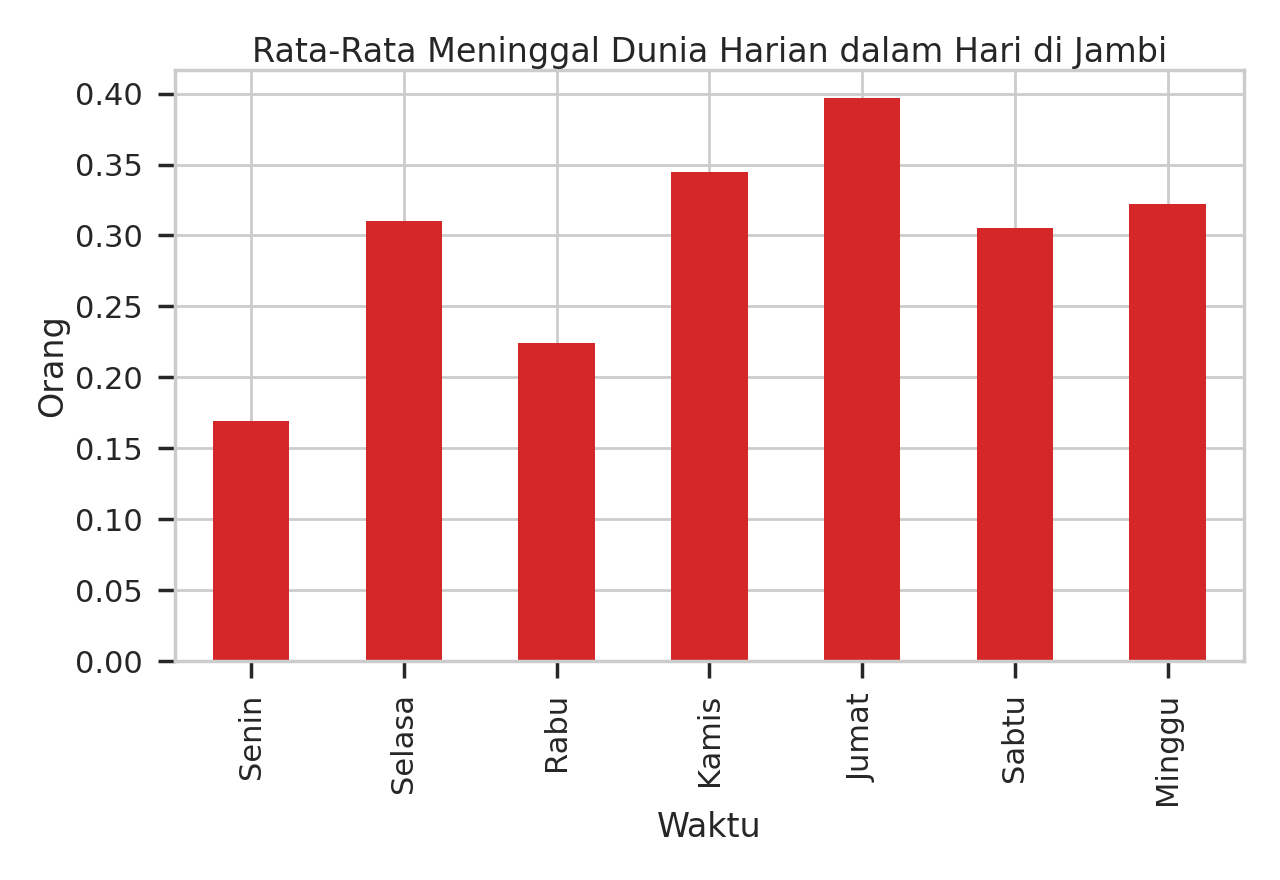 Rata-Rata Meninggal Dunia Harian dalam Hari di Jambi
0.40
0.35
0.30
0.25
0.20
0.15
0.10
0.05
0.00
Orang
Senin
Selasa
Rabu
Kamis
Jumat
Sabtu
Minggu
Waktu